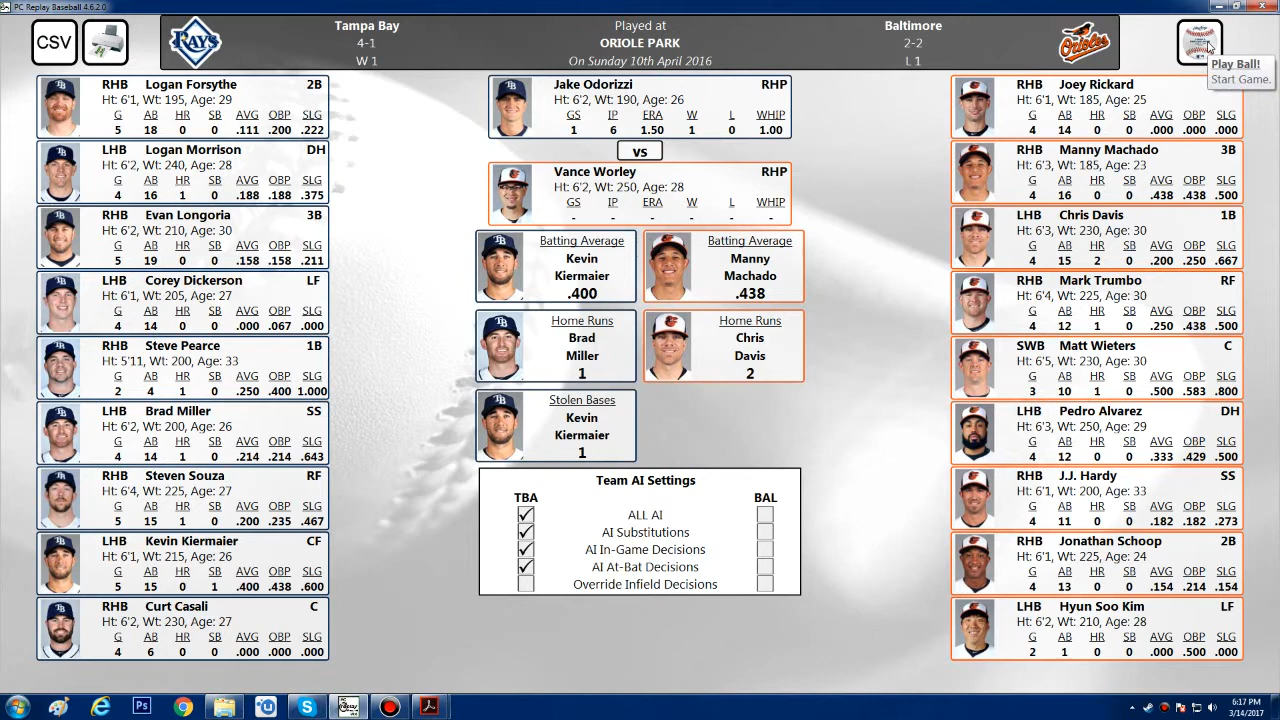 PC Replay Baseball 4.6.2.0
CSV
Tampa Bay
4-1
W 1
Played at
ORIOLE PARK
On Sunday 10th April 2016
Baltimore
2-2
L 1
Play Ball!
Start Game.
RHB Logan Forsythe 2B
Ht: 6'1, Wt: 195, Age: 29
G AB HR SB AVG OBP SLG
5 18 0 0 .111 .200 .222
LHB Logan Morrison DH
Ht: 6'2, Wt: 240, Age: 28
G AB HR SB AVG OBP SLG
4 16 1 0 .188 .188 .375
RHB Evan Longoria 3B
Ht: 6'2, Wt: 210, Age: 30
G AB HR SB AVG OBP SLG
5 19 0 0 .158 .158 .211
LHB Corey Dickerson LF
Ht: 6'1, Wt: 205, Age: 27
G AB HR SB AVG OBP SLG
4 14 0 0 .000 .067 .000
RHB Steve Pearce 1B
Ht: 5'11, Wt: 200, Age: 33
G AB HR SB AVG OBP SLG
2 4 1 0 .250 .400 1.000
LHB Brad Miller SS
Ht: 6'2, Wt: 200, Age: 26
G AB HR SB AVG OBP SLG
4 14 1 0 .214 .214 .643
RHB Steven Souza RF
Ht: 6'4, Wt: 225, Age: 27
G AB HR SB AVG OBP SLG
5 15 1 0 .200 .235 .467
LHB Kevin Kiermaier CF
Ht: 6'1, Wt: 215, Age: 26
G AB HR SB AVG OBP SLG
5 15 0 1 .400 .438 .600
RHB Curt Casali C
Ht: 6'2, Wt: 230, Age: 27
G AB HR SB AVG OBP SLG
4 6 0 0 .000 .000 .000
Jake Odorizzi RHP
Ht: 6'2, Wt: 190, Age: 26
GS IP ERA W L WHIP
1 6 1.50 1 0 1.00
vs
Vance Worley RHP
Ht: 6'2, Wt: 250, Age: 28
GS IP ERA W L WHIP
- - - - - -
Batting Average
Kevin
Kiermaier
.400
Batting Average
Manny
Machado
.438
Home Runs
Brad
Miller
1
Home Runs
Chris
Davis
2
Stolen Bases
Kevin
Kiermaier
1
Team AI Settings
TBA BAL
ALL AI
AI Substitutions
AI In-Game Decisions
AI At-Bat Decisions
Override Infield Decisions
RHB Joey Rickard
Ht: 6'1, Wt: 185, Age: 25
G AB HR SB AVG OBP SLG
4 14 0 0 .000 .000 .000
RHB Manny Machado 3B
Ht: 6'3, Wt: 185, Age: 23
G AB HR SB AVG OBP SLG
4 16 0 0 .438 .438 .500
LHB Chris Davis 1B
Ht: 6'3, Wt: 230, Age: 30
G AB HR SB AVG OBP SLG
4 15 2 0 .200 .250 .667
RHB Mark Trumbo RF
Ht: 6'4, Wt: 225, Age: 30
G AB HR SB AVG OBP SLG
4 12 1 0 .250 .438 .500
SWB Matt Wieters C
Ht: 6'5, Wt: 230, Age: 30
G AB HR SB AVG OBP SLG
3 10 1 0 .500 .583 .800
LHB Pedro Alvarez DH
Ht: 6'3, Wt: 250, Age: 29
G AB HR SB AVG OBP SLG
4 12 0 0 .333 .429 .500
RHB J.J. Hardy SS
Ht: 6'1, Wt: 200, Age: 33
G AB HR SB AVG OBP SLG
4 11 0 0 .182 .182 .273
RHB Jonathan Schoop 2B
Ht: 6'1, Wt: 225, Age: 24
G AB HR SB AVG OBP SLG
4 13 0 0 .154 .214 .154
LHB Hyun Soo Kim LF
Ht: 6'2, Wt: 210, Age: 28
G AB HR SB AVG OBP SLG
2 1 0 0 .000 .500 .000
6:17 PM
3/14/2017